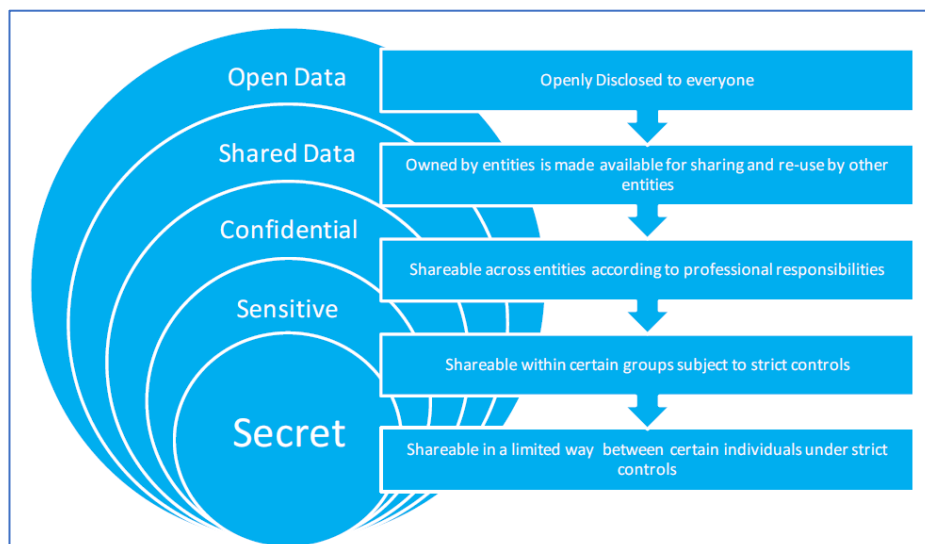 Open Data
Openly Disclosed to everyone
Shared Data
Owned by entities is made available for sharing and re-use by other
entities
Confidential
Shareable across entities according to professional responsibilities
Sensitive
Shareable within certain groups subject to strict controls
Secret
Shareable in a limited way between certain individuals under strict
controls